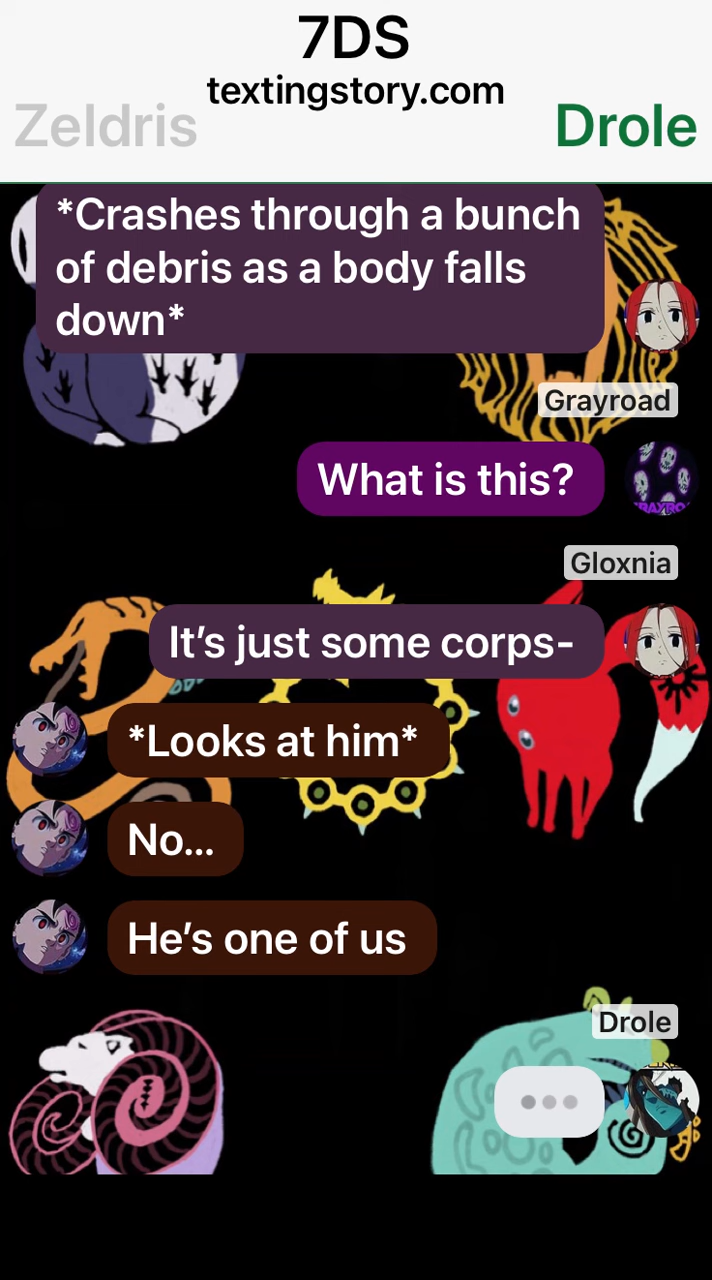 7DS
textingstory.com
Zeldris
Drole
*Crashes through a bunch
of debris as a body falls
down*
Grayroad
What is this?
Gloxnia
It’s just some corps-
*Looks at him*
No...
He’s one of us
Drole